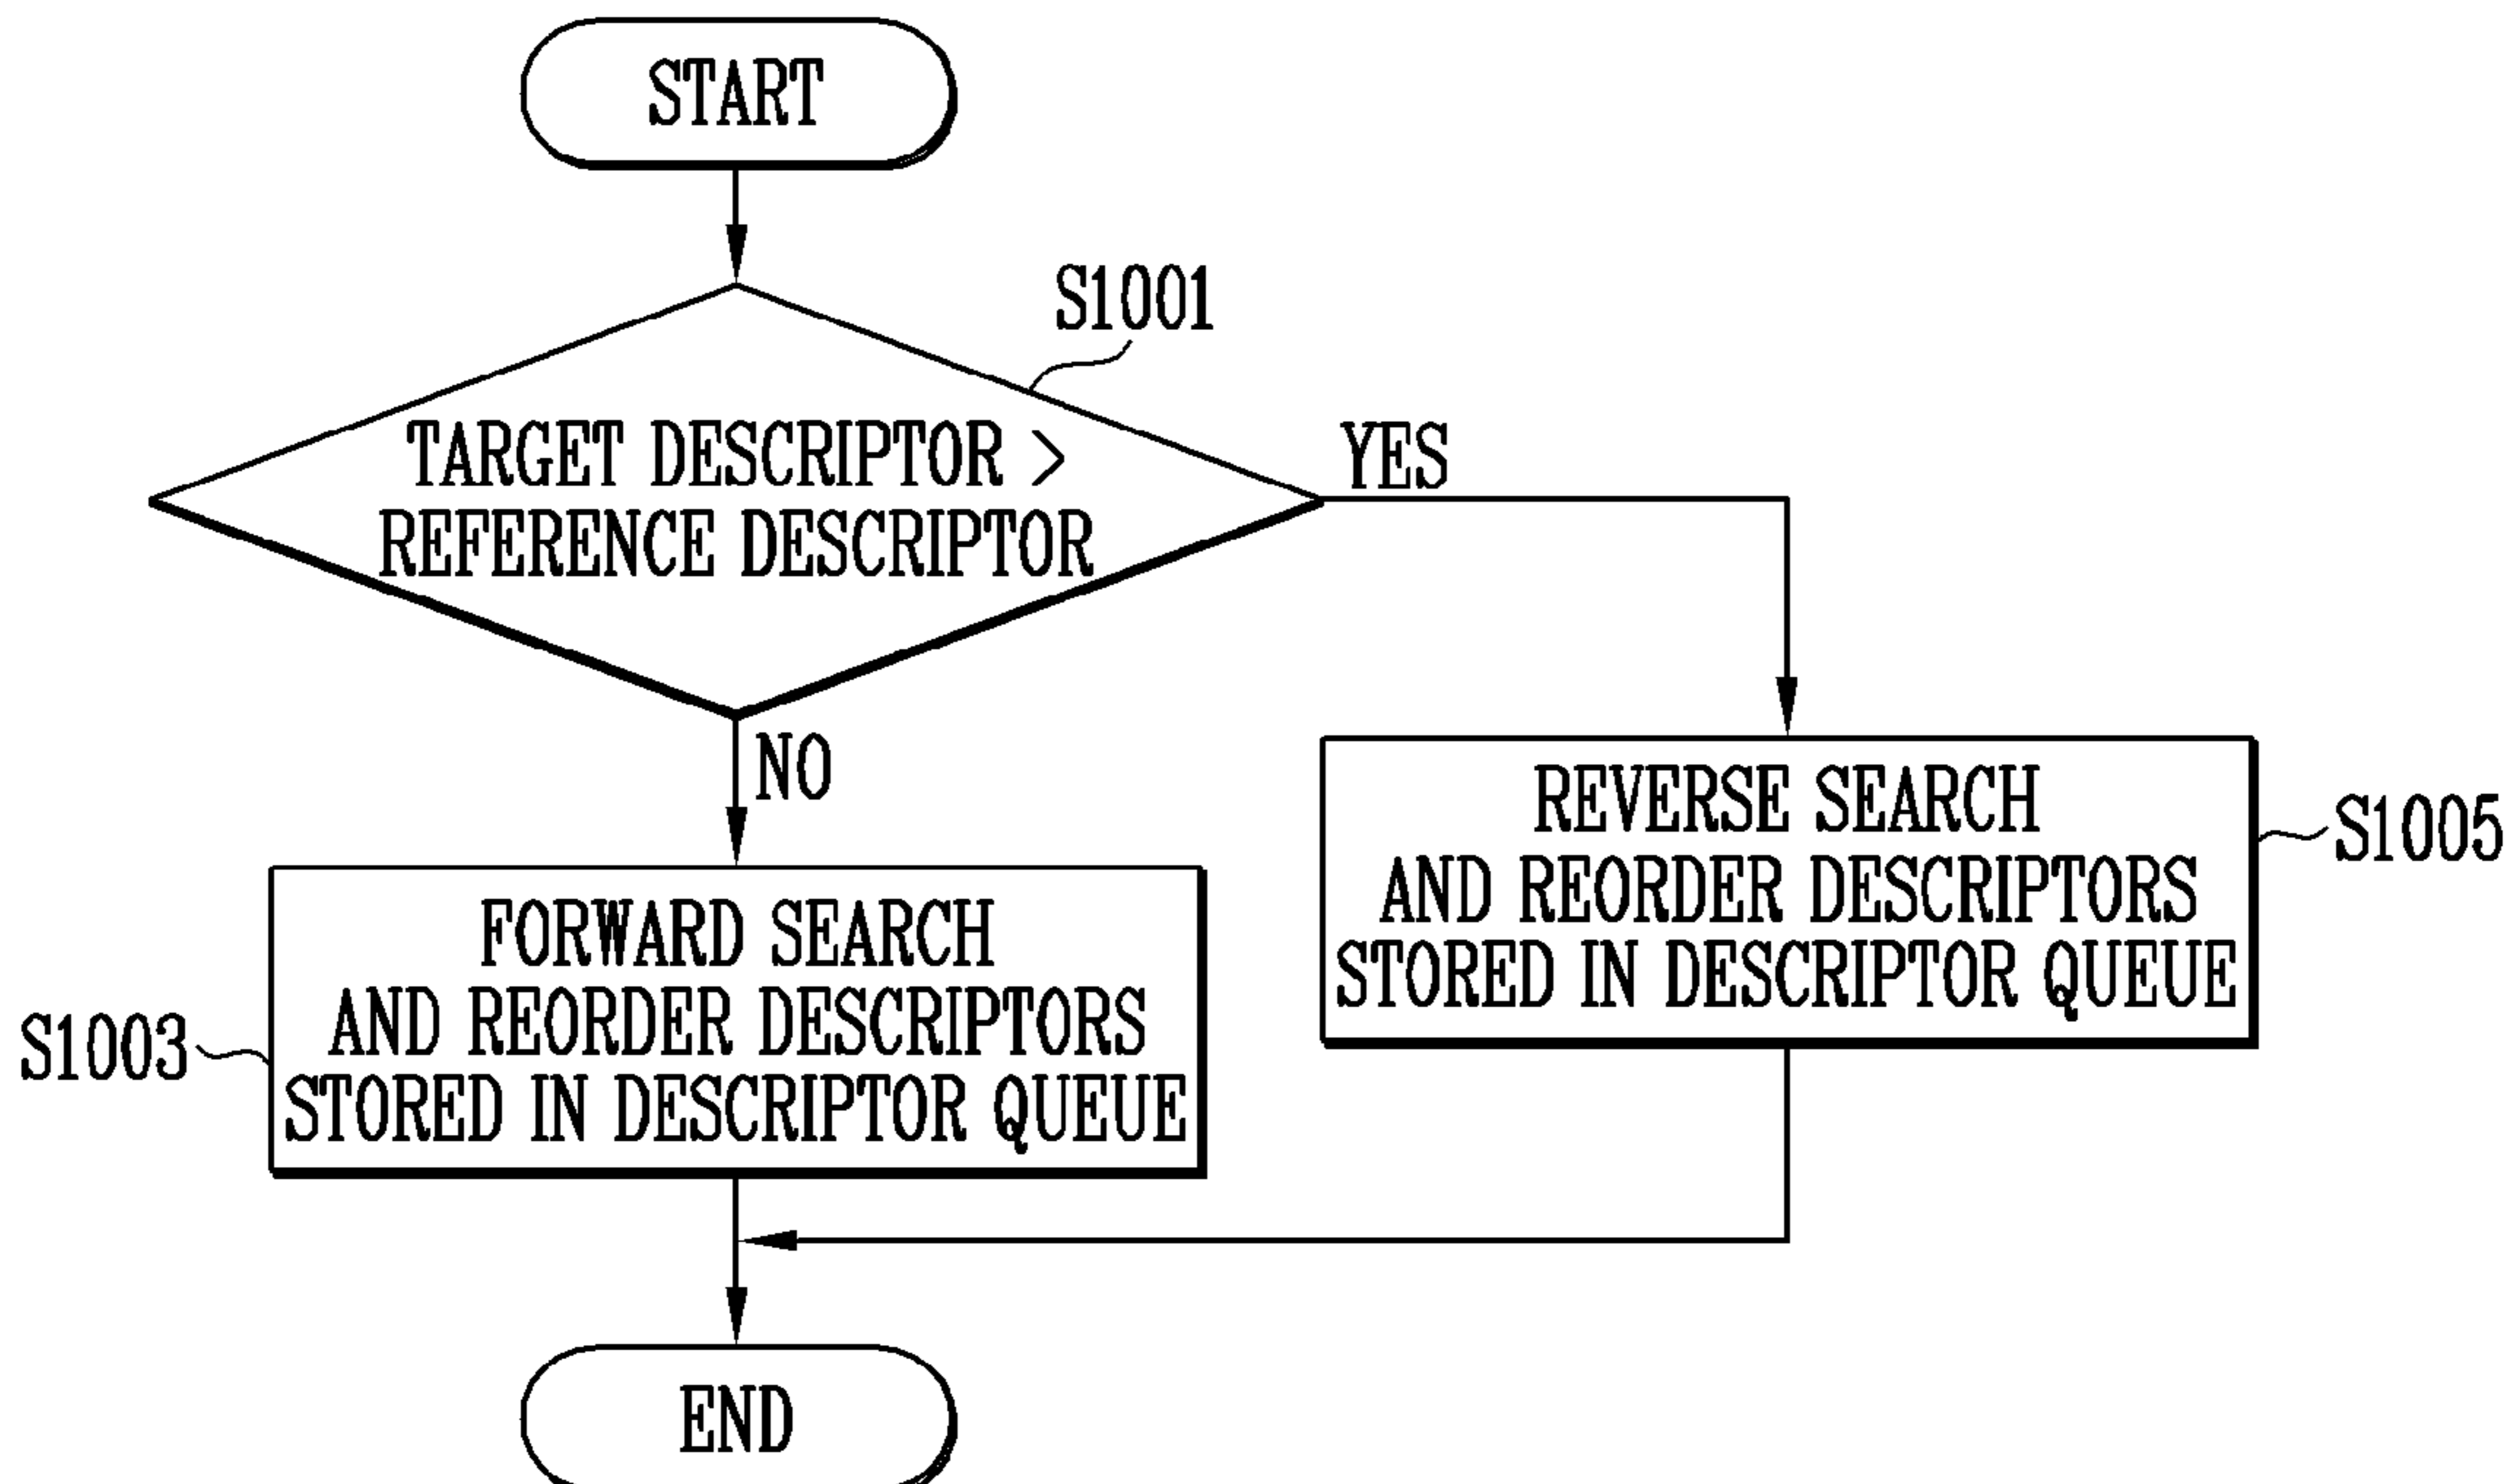 START
S1001
TARGET DESCRIPTOR >
REFERENCE DESCRIPTOR
YES
NO
REVERSE SEARCH
AND REORDER DESCRIPTORS
STORED IN DESCRIPTOR QUEUE
S1005
FORWARD SEARCH
AND REORDER DESCRIPTORS
STORED IN DESCRIPTOR QUEUE
S1003
END